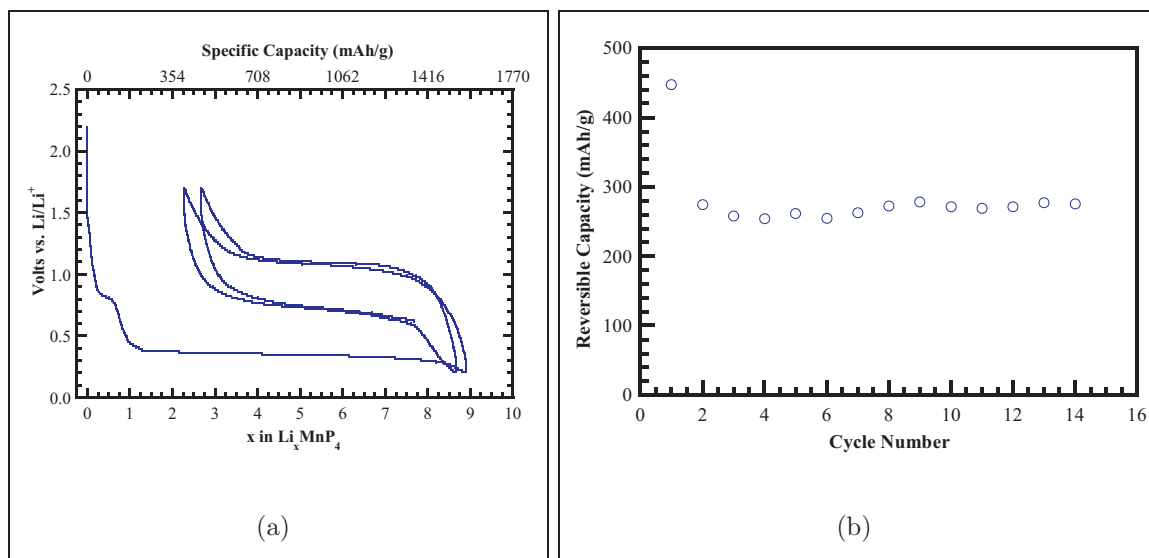 Specific Capacity (mAh/g)
0 354 708 1062 1416 1770
2.5
2.0
1.5
1.0
0.5
0.0
Volts vs. Li/Li⁺
0 1 2 3 4 5 6 7 8 9 10
x in LiₓMnP₄
(a)
500
400
300
200
100
0
Reversible Capacity (mAh/g)
0 2 4 6 8 10 12 14 16
Cycle Number
(b)